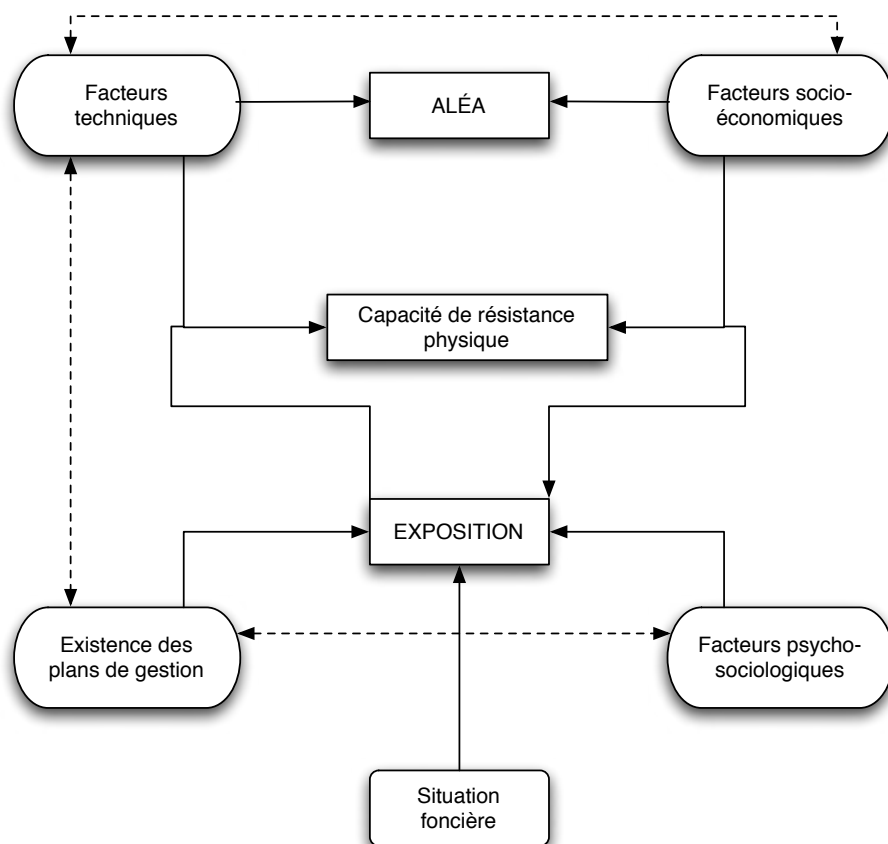 Facteurs
techniques
ALÉA
Facteurs socio-
économiques
Capacité de résistance
physique
EXPOSITION
Existence des
plans de gestion
Facteurs psycho-
sociologiques
Situation
foncière